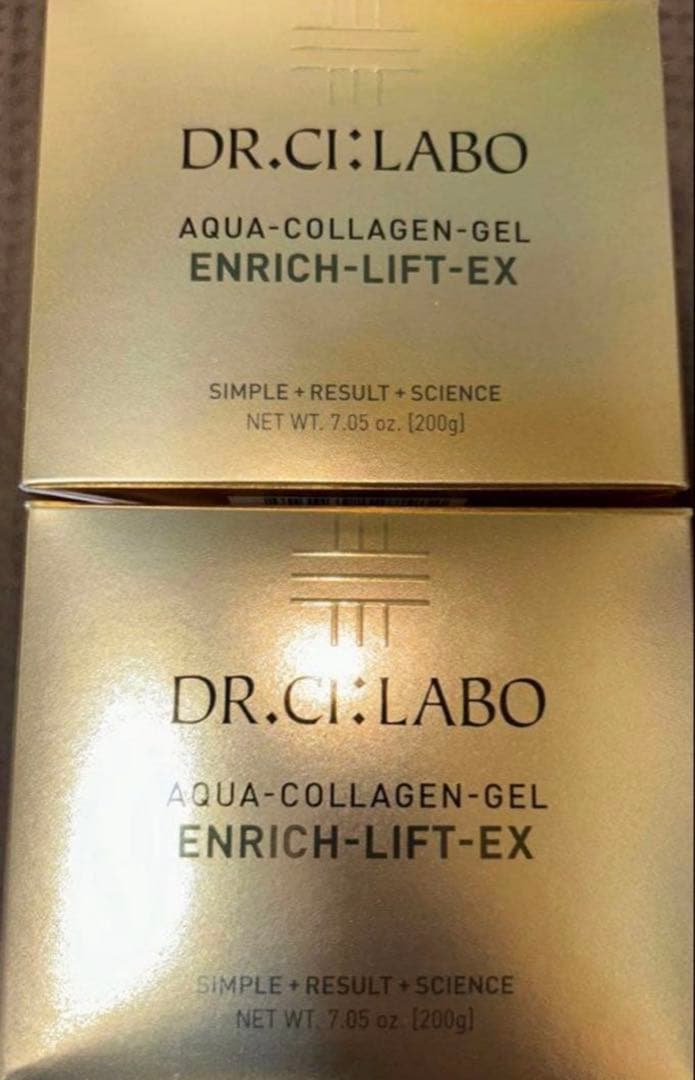 DR.CI:LABO
AQUA-COLLAGEN-GEL
ENRICH-LIFT-EX
SIMPLE+RESULT+SCIENCE
NET WT. 7.05 oz. [200g]
DR.CI:LABO
AQUA-COLLAGEN-GEL
ENRICH-LIFT-EX
SIMPLE+RESULT+SCIENCE
NET WT. 7.05 oz. [200g]